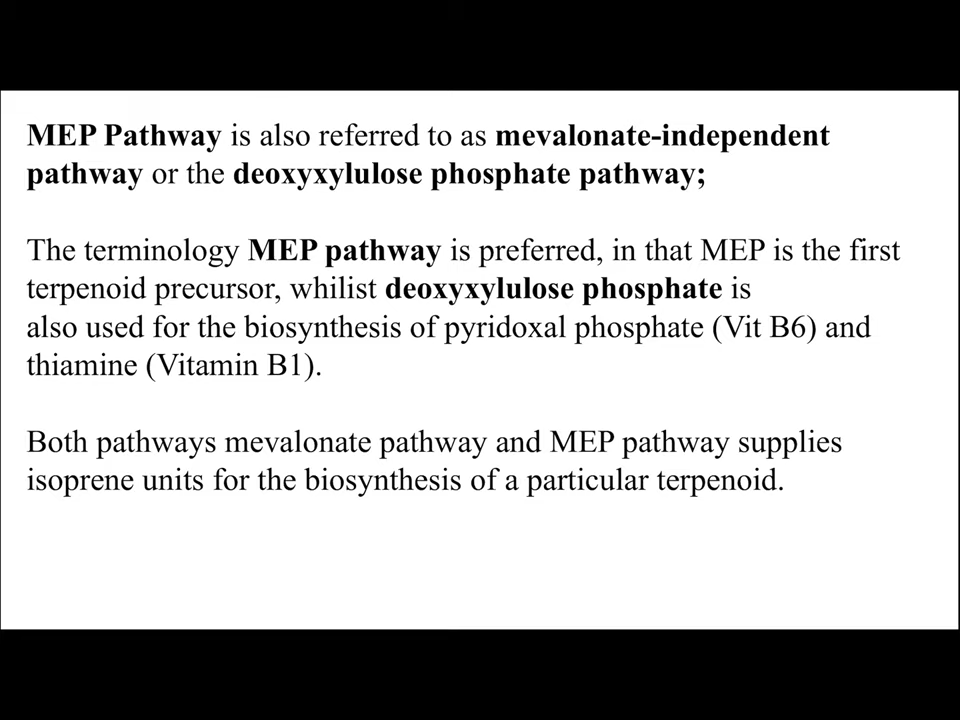 MEP Pathway is also referred to as mevalonate-independent
pathway or the deoxyxylulose phosphate pathway;
The terminology MEP pathway is preferred, in that MEP is the first
terpenoid precursor, whilist deoxyxylulose phosphate is
also used for the biosynthesis of pyridoxal phosphate (Vit B6) and
thiamine (Vitamin B1).
Both pathways mevalonate pathway and MEP pathway supplies
isoprene units for the biosynthesis of a particular terpenoid.